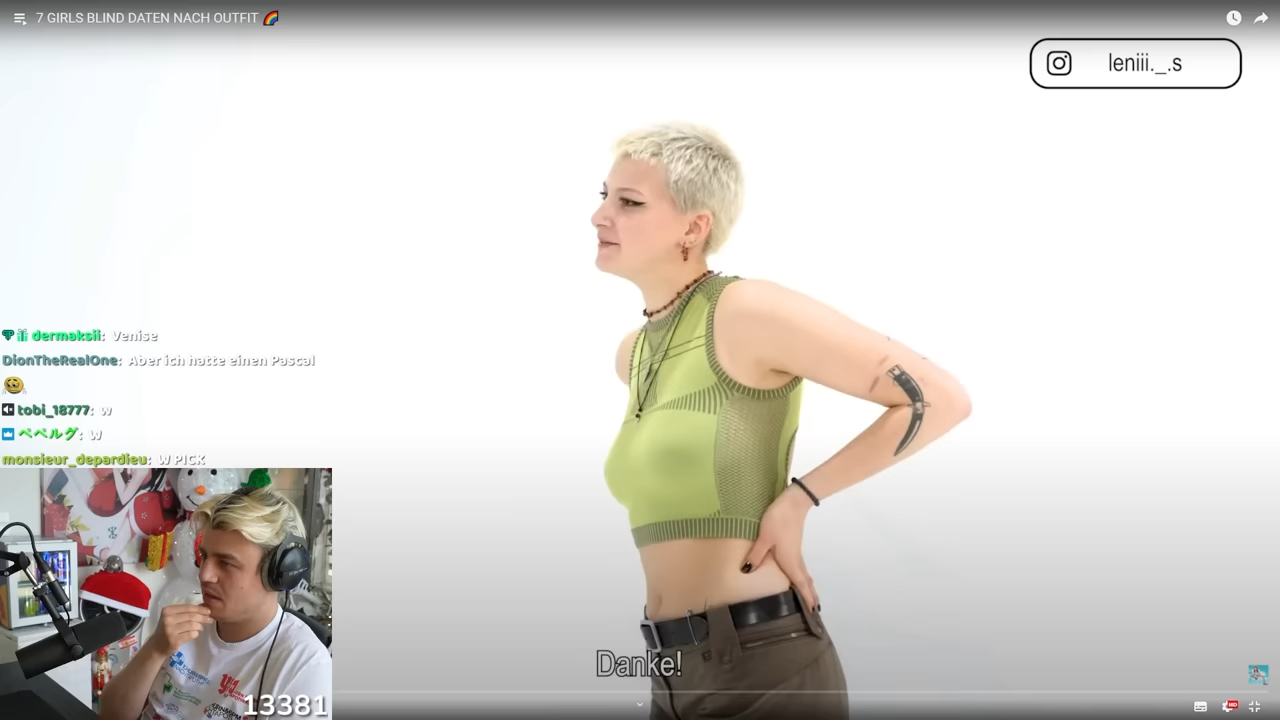 7 GIRLS BLIND DATEN NACH OUTFIT 🌈
leniii._.s
dermaksii: Venise
DionTheRealOne: Aber ich hatte einen Pascal
tobi_18777: w
ペペルグ: w
monsieur_depardieu: W PICK
Danke!
13381
HD